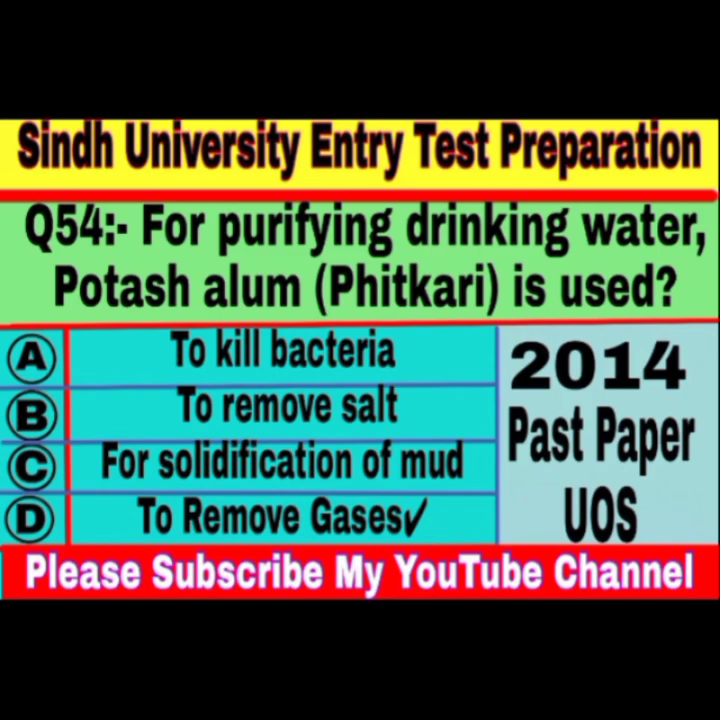 Sindh University Entry Test Preparation
Q54:- For purifying drinking water,
Potash alum (Phitkari) is used?
A To kill bacteria
B To remove salt
C For solidification of mud
D To Remove Gases✓
2014
Past Paper
UOS
Please Subscribe My YouTube Channel